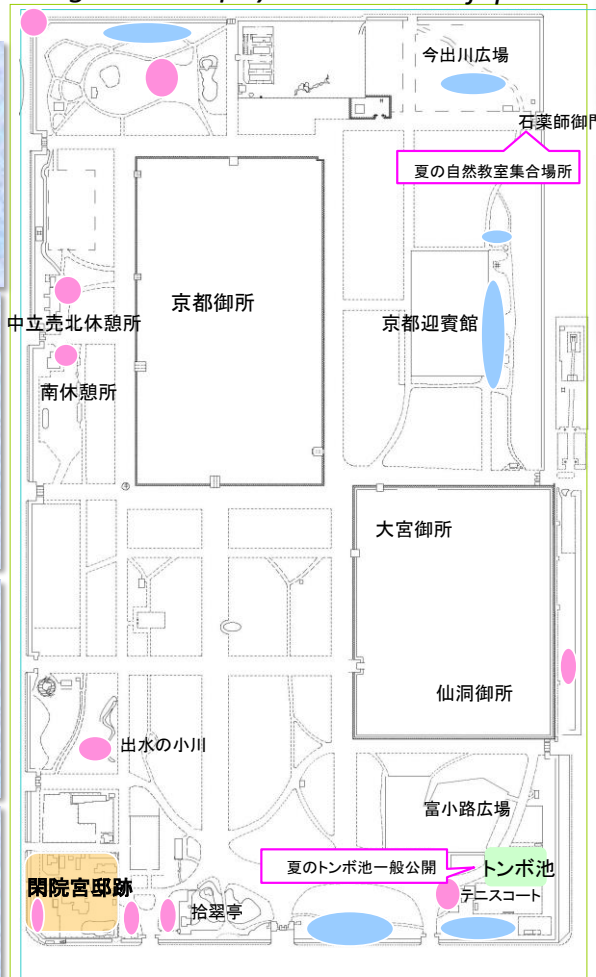 今出川広場
石薬師御門
夏の自然教室集合場所
京都御所
京都迎賓館
中立売北休憩所
南休憩所
大宮御所
仙洞御所
出水の小川
富小路広場
夏のトンボ池一般公開
トンボ池
テニスコート
閑院宮邸跡
拾翠亭